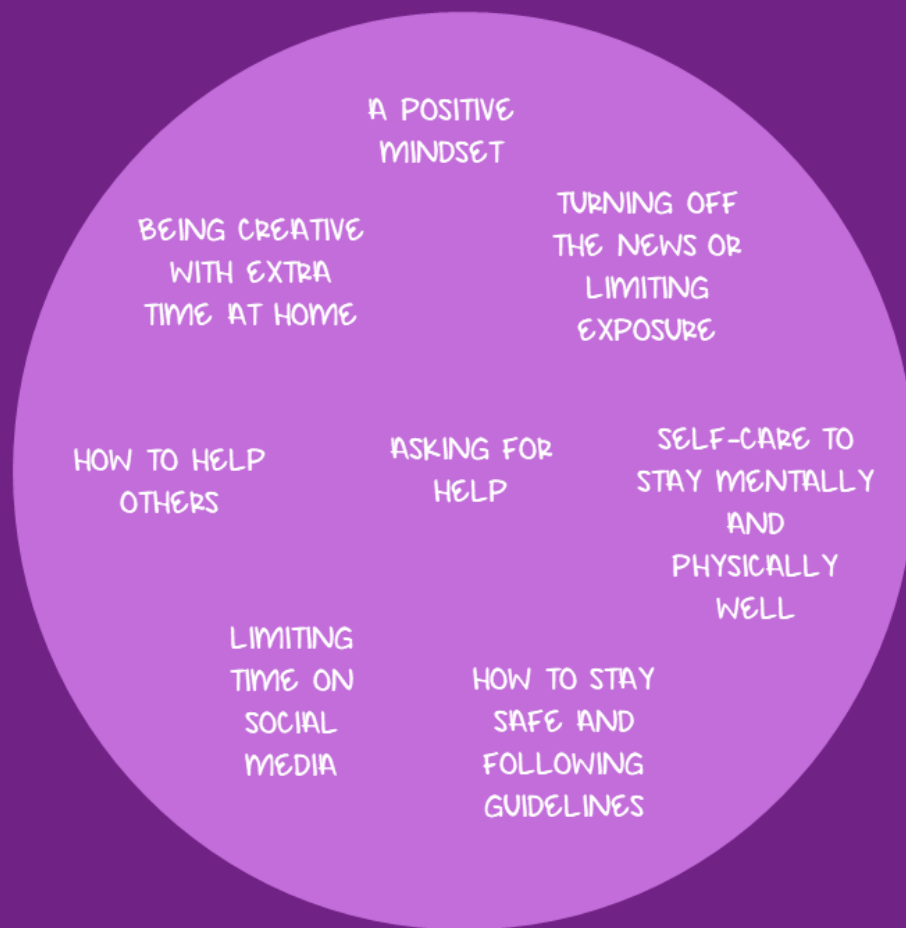 A POSITIVE
MINDSET
BEING CREATIVE
WITH EXTRA
TIME AT HOME
TURNING OFF
THE NEWS OR
LIMITING
EXPOSURE
HOW TO HELP
OTHERS
ASKING FOR
HELP
SELF-CARE TO
STAY MENTALLY
AND
PHYSICALLY
WELL
LIMITING
TIME ON
SOCIAL
MEDIA
HOW TO STAY
SAFE AND
FOLLOWING
GUIDELINES